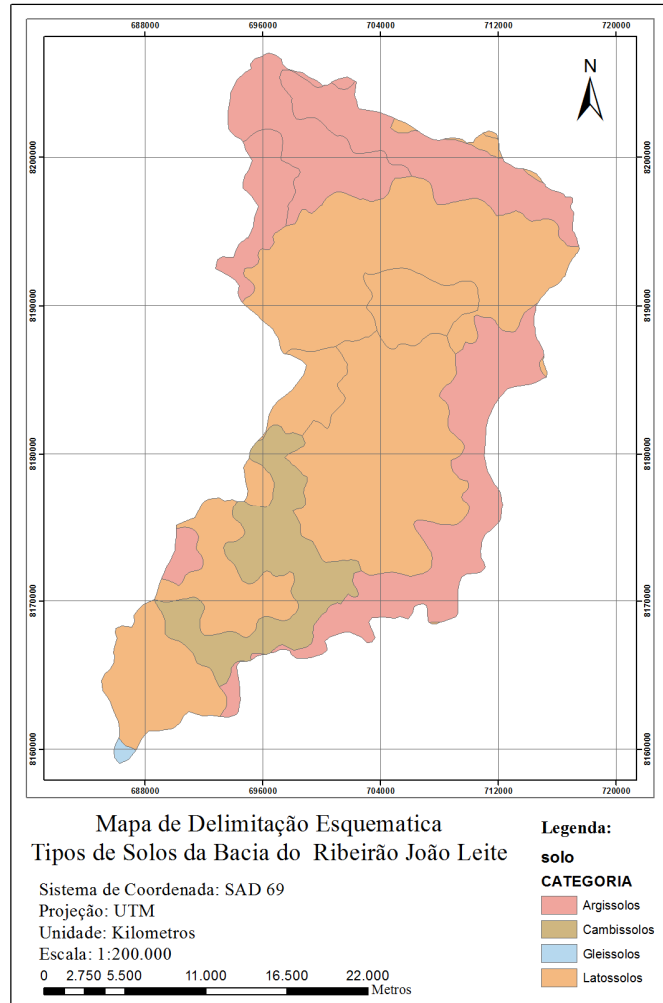 688000 696000 704000 712000 720000
N
8200000 8200000
8190000 8190000
8180000 8180000
8170000 8170000
8160000 8160000
688000 696000 704000 712000 720000
Mapa de Delimitação Esquematica
Tipos de Solos da Bacia do Ribeirão João Leite
Sistema de Coordenada: SAD 69
Projeção: UTM
Unidade: Kilometros
Escala: 1:200.000
0 2.750 5.500 11.000 16.500 22.000
Metros
Legenda:
solo
CATEGORIA
Argissolos
Cambissolos
Gleissolos
Latossolos